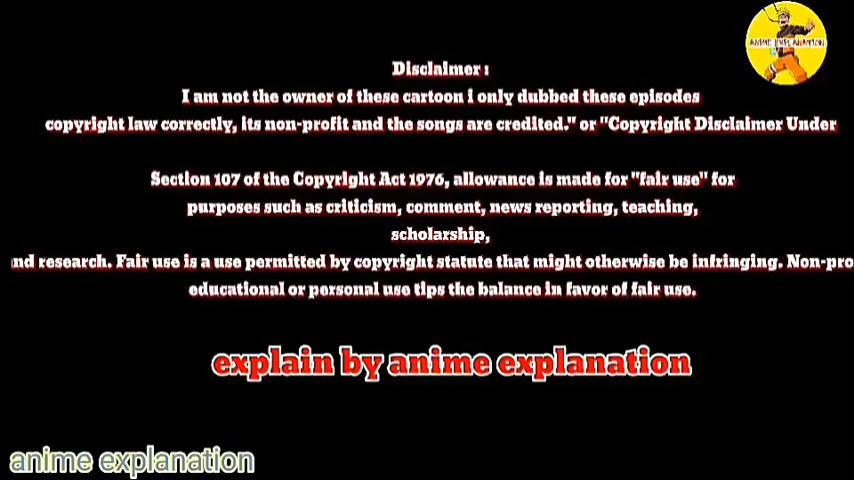 ANIME EXPLANATION
Disclaimer :
I am not the owner of these cartoon i only dubbed these episodes
copyright law correctly, its non-profit and the songs are credited." or "Copyright Disclaimer Under
Section 107 of the Copyright Act 1976, allowance is made for "fair use" for
purposes such as criticism, comment, news reporting, teaching,
scholarship,
nd research. Fair use is a use permitted by copyright statute that might otherwise be infringing. Non-pro
educational or personal use tips the balance in favor of fair use.
explain by anime explanation
anime explanation